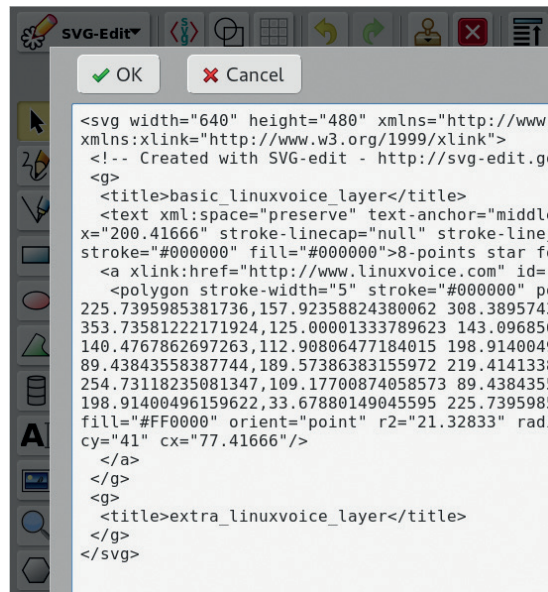 SVG-Edit
OK
Cancel
<svg width="640" height="480" xmlns="http://www
xmlns:xlink="http://www.w3.org/1999/xlink">
<!-- Created with SVG-edit - http://svg-edit.go
<g>
<title>basic_linuxvoice_layer</title>
<text xml:space="preserve" text-anchor="middle
x="200.41666" stroke-linecap="null" stroke-line
stroke="#000000" fill="#000000">8-points star fo
<a xlink:href="http://www.linuxvoice.com" id=
<polygon stroke-width="5" stroke="#000000" po
225.7395985381736,157.92358824380062 308.3895743
353.73581222171924,125.00001333789623 143.096850
140.4767862697263,112.90806477184015 198.914004
89.43843558387744,189.57386383155972 219.4141338
254.73118235081347,109.17700874058573 89.438435
198.91400496159622,33.67880149045595 225.739598
fill="#FF0000" orient="point" r2="21.32833" radi
cy="41" cx="77.41666"/>
</a>
</g>
<g>
<title>extra_linuxvoice_layer</title>
</g>
</svg>
A